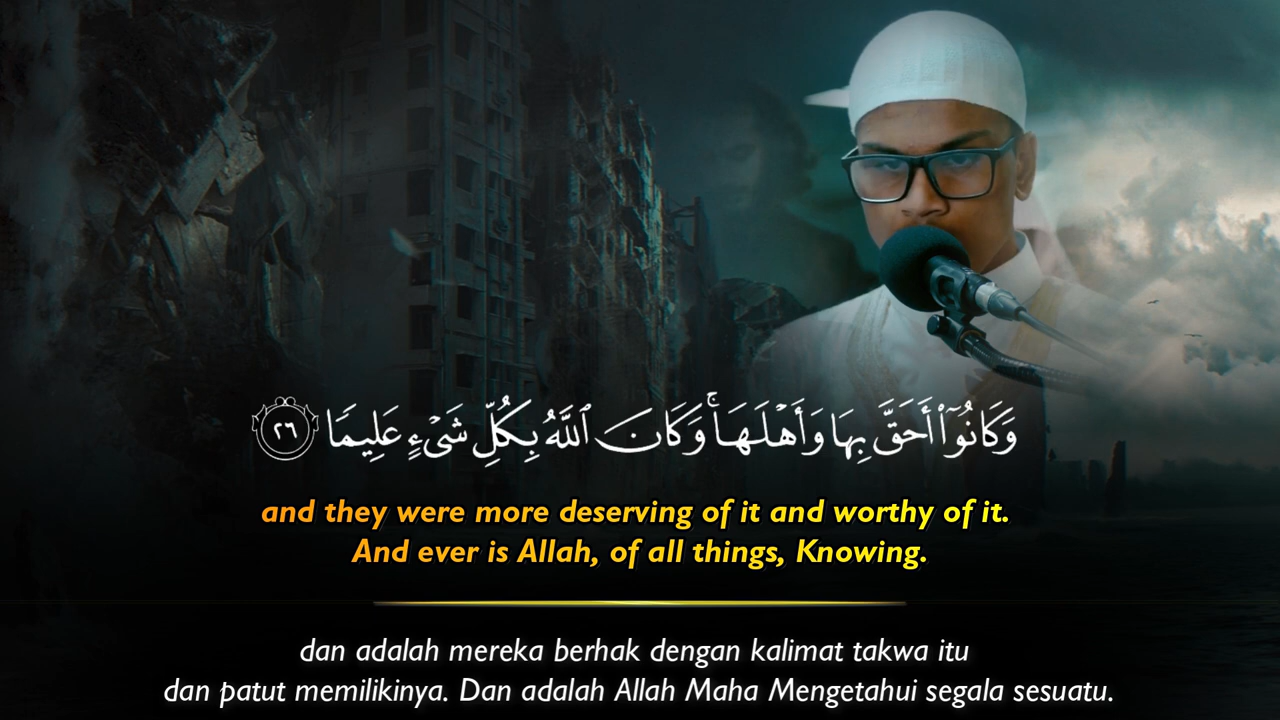 وَكَانُوٓا۟ أَحَقَّ بِهَا وَأَهْلَهَاۚ وَكَانَ ٱللَّهُ بِكُلِّ شَىْءٍ عَلِيمًا ٢٦
and they were more deserving of it and worthy of it.
And ever is Allah, of all things, Knowing.
dan adalah mereka berhak dengan kalimat takwa itu
dan patut memilikinya. Dan adalah Allah Maha Mengetahui segala sesuatu.